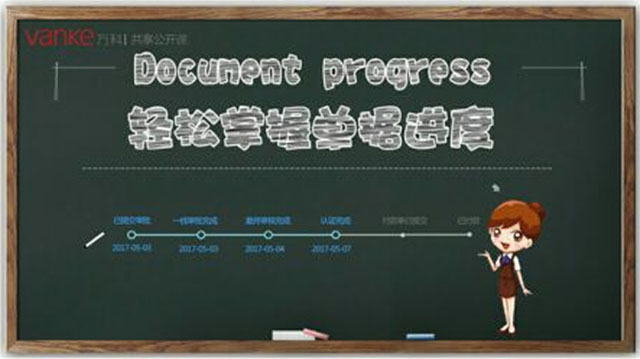 vanke 万科 | 共享公开课
Document progress
轻松掌握单据进度
已提交审批 一线审批完成 最终审核完成 认证完成 付款单已提交 已付款
2017-05-03 2017-05-03 2017-05-04 2017-05-07